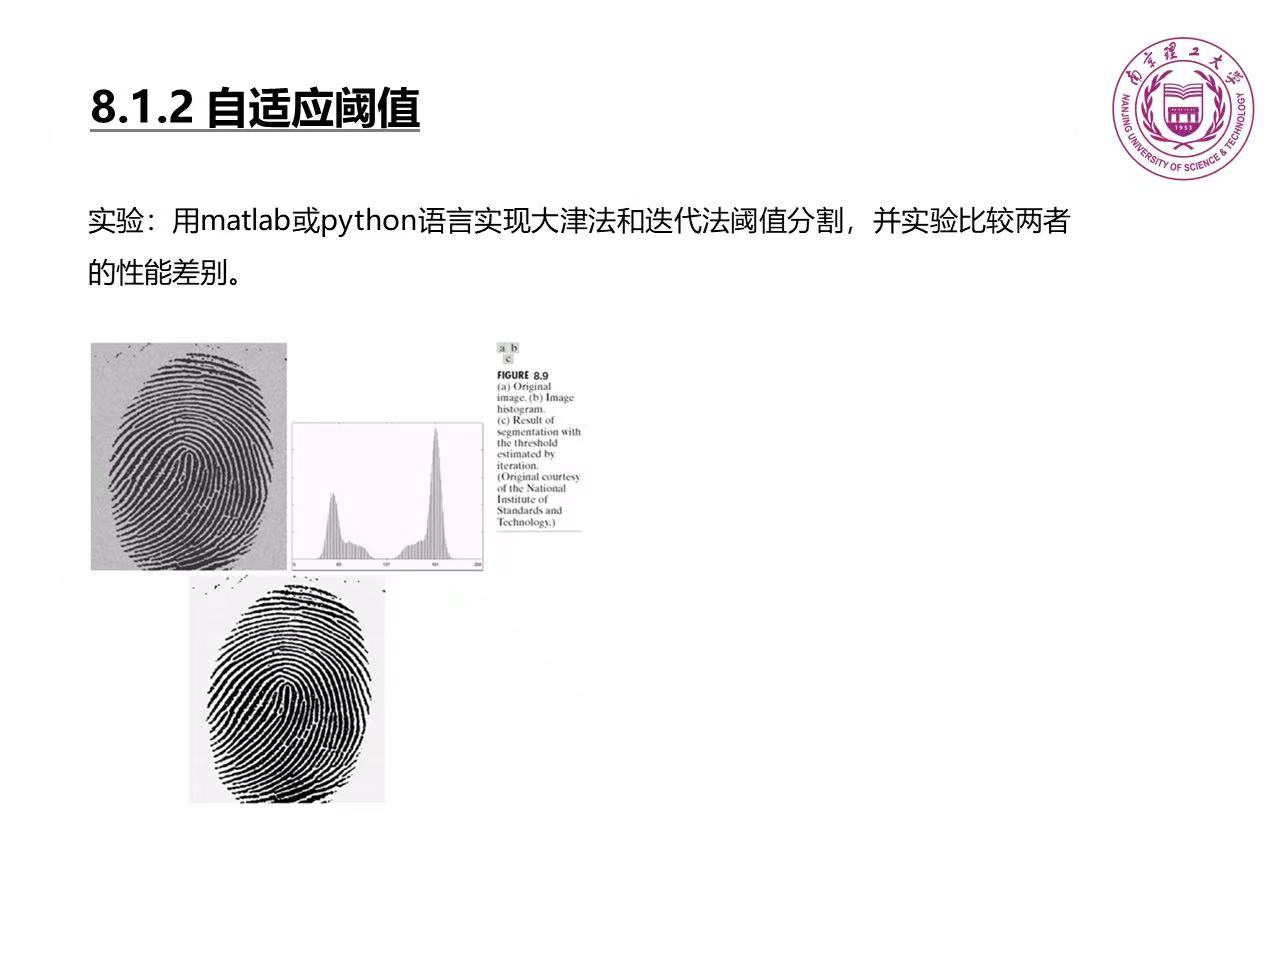 8.1.2 自适应阈值
南京理工大学
NANJING UNIVERSITY OF SCIENCE & TECHNOLOGY
1953
实验：用matlab或python语言实现大津法和迭代法阈值分割，并实验比较两者
的性能差别。
a b
c
FIGURE 8.9
(a) Original
image. (b) Image
histogram.
(c) Result of
segmentation with
the threshold
estimated by
iteration.
(Original courtesy
of the National
Institute of
Standards and
Technology.)
0 63 127 191